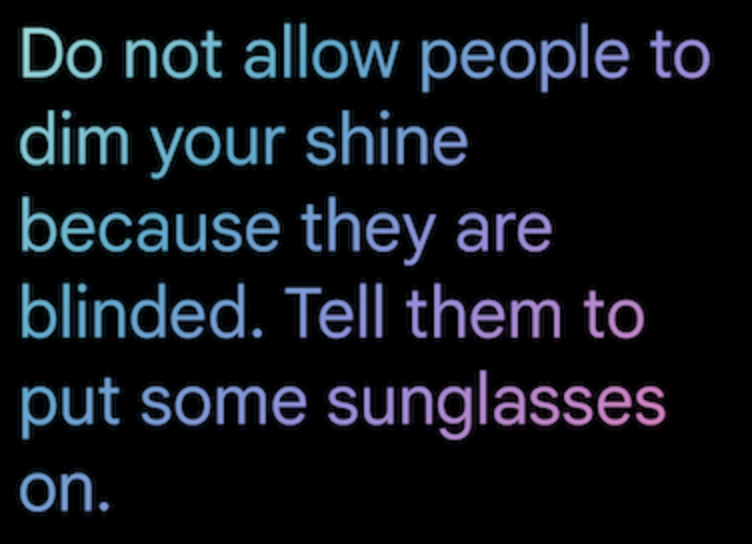 Do not allow people to
dim your shine
because they are
blinded. Tell them to
put some sunglasses
on.